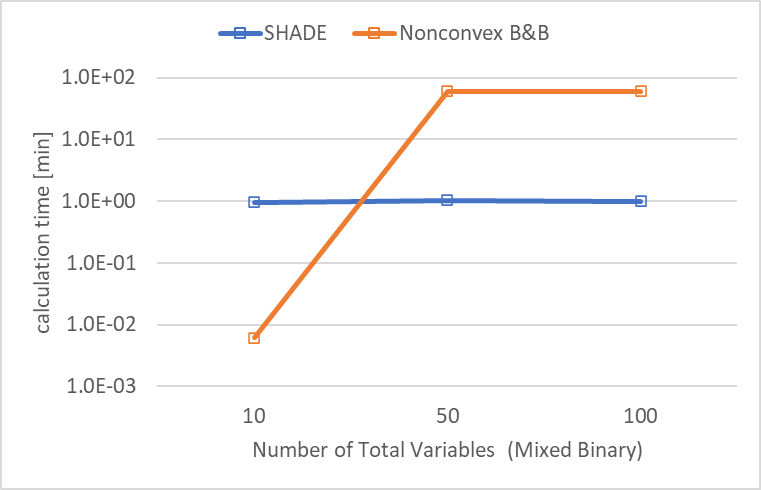 SHADE Nonconvex B&B
1.0E+02
1.0E+01
1.0E+00
1.0E-01
1.0E-02
1.0E-03
calculation time [min]
10 50 100
Number of Total Variables (Mixed Binary)